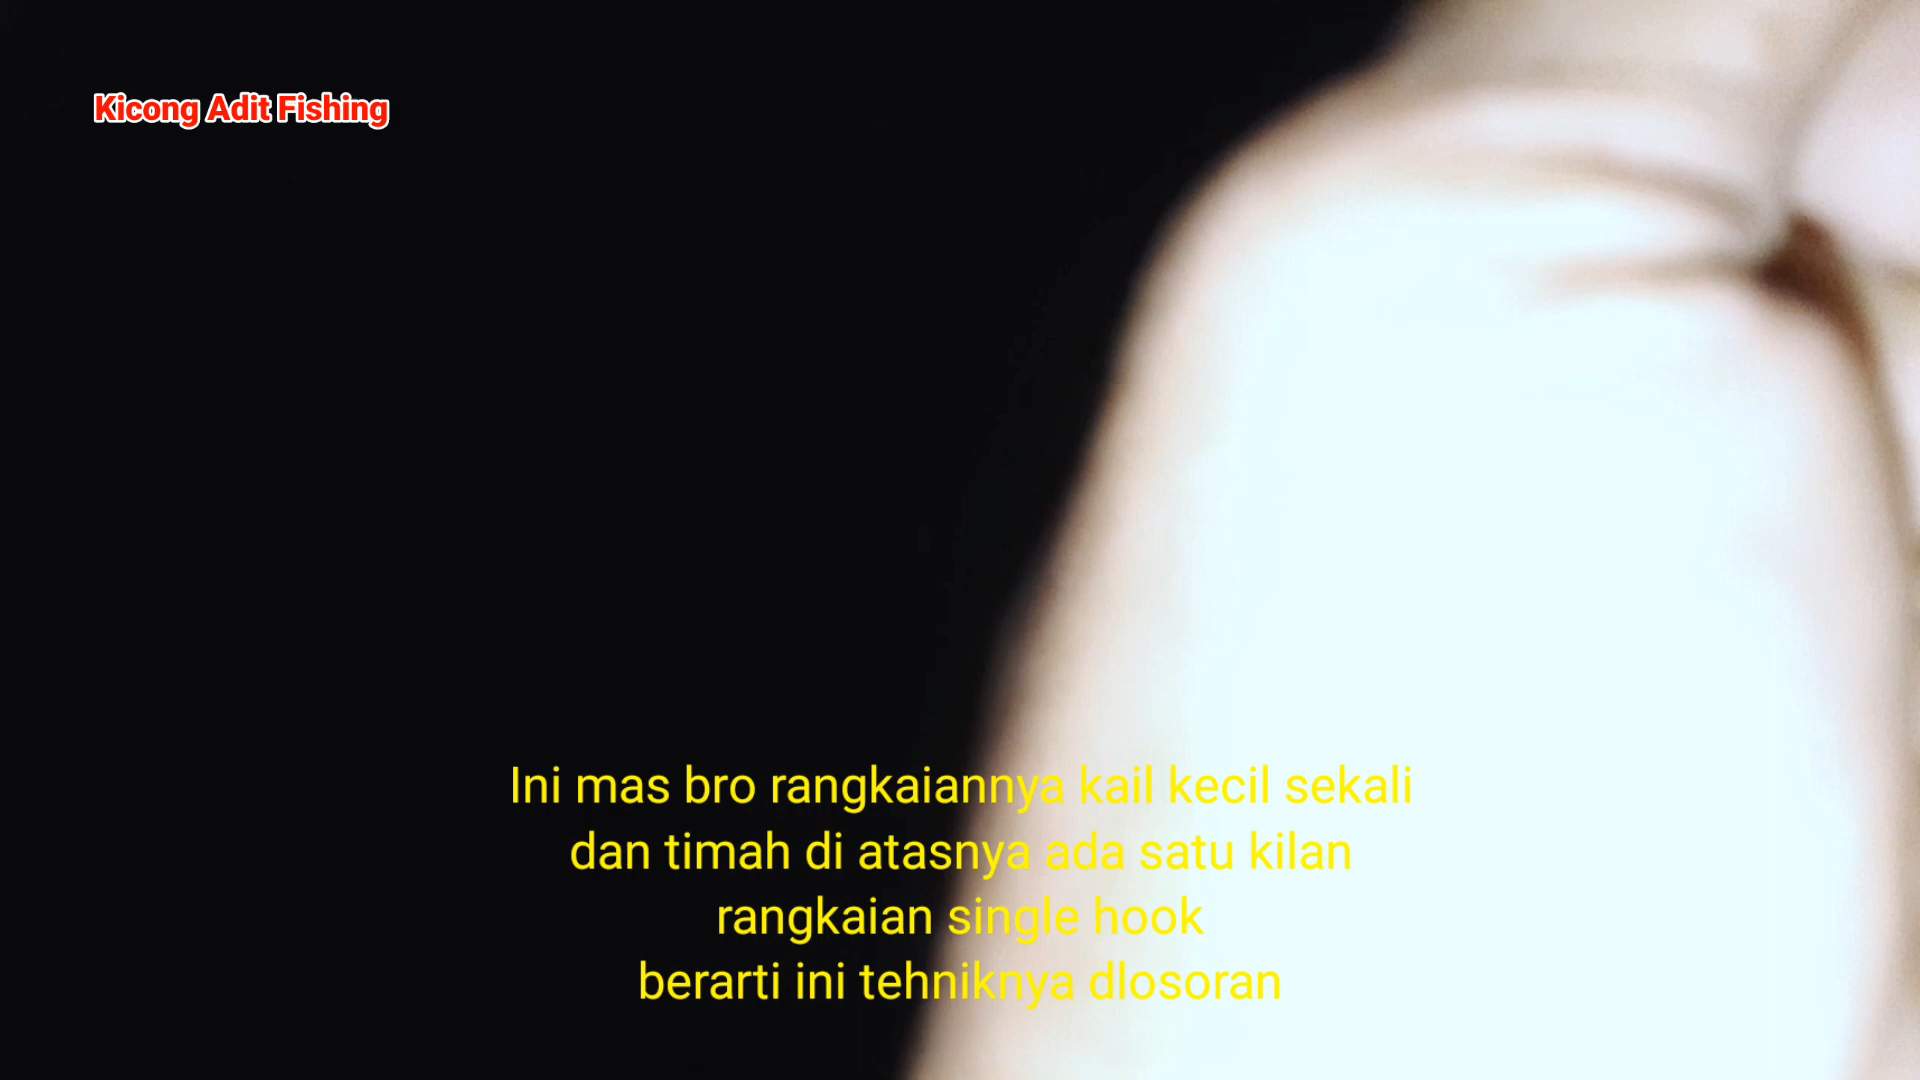 Kicong Adit Fishing
Ini mas bro rangkaiannya kail kecil sekali
dan timah di atasnya ada satu kilan
rangkaian single hook
berarti ini tehniknya dlosoran